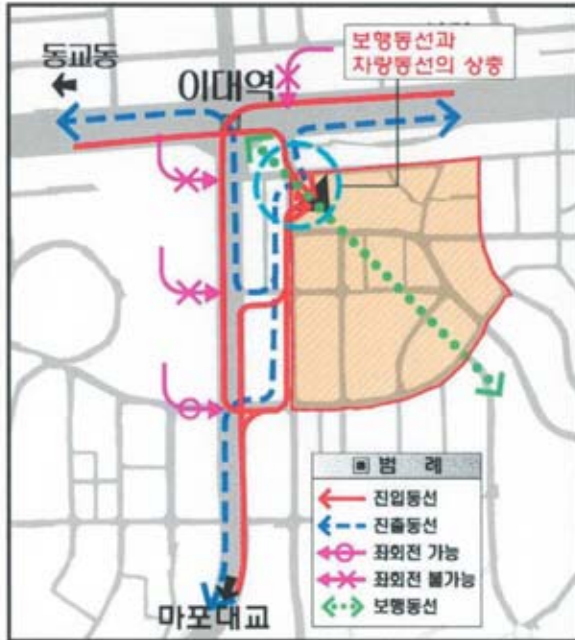 보행동선과
차량동선의 상충
동교동
이대역
범 례
진입동선
진출동선
좌회전 가능
좌회전 불가능
보행동선
마포대교